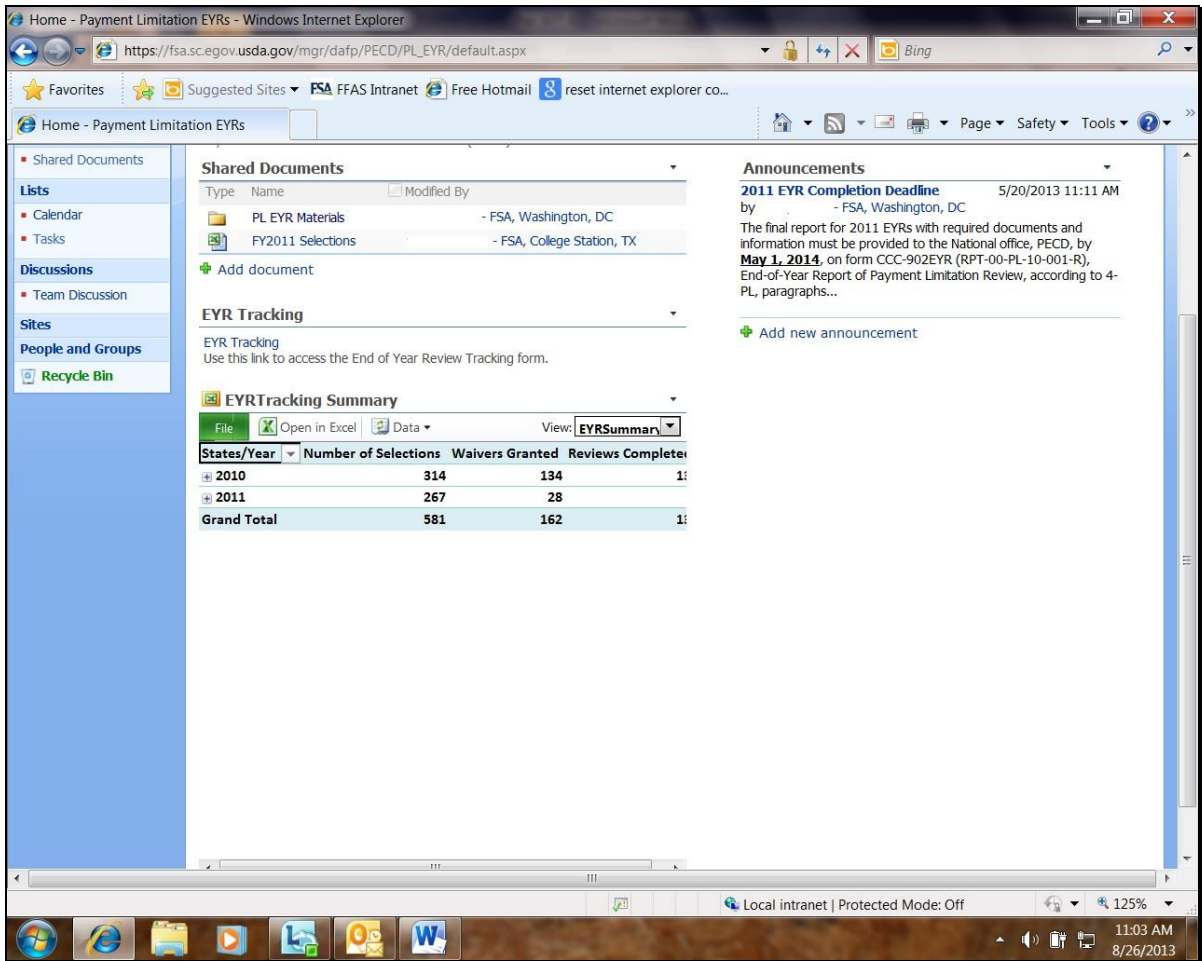 Home - Payment Limitation EYRs - Windows Internet Explorer
https://fsa.sc.egov.usda.gov/mgr/dafp/PECD/PL_EYR/default.aspx
Bing
Favorites Suggested Sites FSA FFAS Intranet Free Hotmail reset internet explorer co...
Home - Payment Limitation EYRs
Page Safety Tools
Shared Documents
Lists
Calendar
Tasks
Discussions
Team Discussion
Sites
People and Groups
Recycle Bin
Shared Documents
Type Name Modified By
PL EYR Materials - FSA, Washington, DC
FY2011 Selections - FSA, College Station, TX
Add document
EYR Tracking
EYR Tracking
Use this link to access the End of Year Review Tracking form.
EYRTracking Summary
File Open in Excel Data View: EYRSummary
States/Year Number of Selections Waivers Granted Reviews Complete
2010 314 134
2011 267 28
Grand Total 581 162
Announcements
2011 EYR Completion Deadline 5/20/2013 11:11 AM
by - FSA, Washington, DC
The final report for 2011 EYRs with required documents and
information must be provided to the National office, PECD, by
May 1, 2014, on form CCC-902EYR (RPT-00-PL-10-001-R),
End-of-Year Report of Payment Limitation Review, according to 4-
PL, paragraphs...
Add new announcement
Local intranet | Protected Mode: Off 125%
11:03 AM
8/26/2013